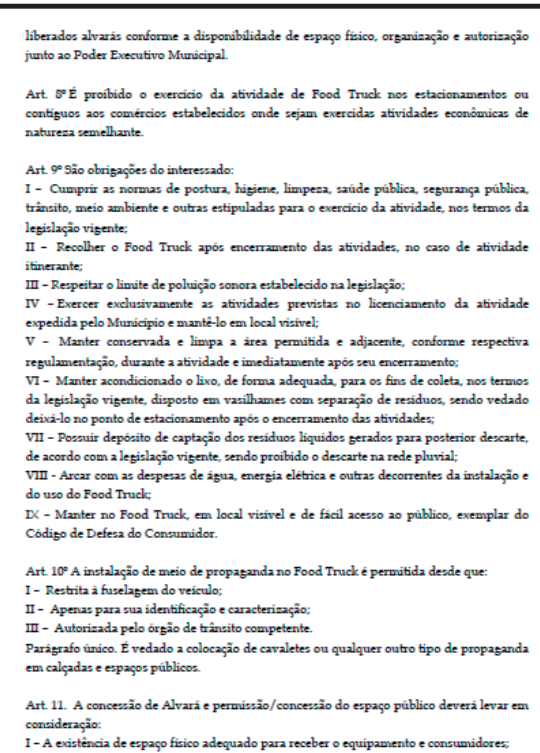 liberados alvarás conforme a disponibilidade de espaço físico, organização e autorização
junto ao Poder Executivo Municipal.
Art. 8º É proibido o exercício da atividade de Food Truck nos estacionamentos ou
contíguos aos comércios estabelecidos onde sejam exercidas atividades econômicas de
natureza semelhante.
Art. 9º São obrigações do interessado:
I – Cumprir as normas de postura, higiene, limpeza, saúde pública, segurança pública,
trânsito, meio ambiente e outras estipuladas para o exercício da atividade, nos termos da
legislação vigente;
II – Recolher o Food Truck após encerramento das atividades, no caso de atividade
itinerante;
III – Respeitar o limite de poluição sonora estabelecido na legislação;
IV – Exercer exclusivamente as atividades previstas no licenciamento da atividade
expedida pelo Município e mantê-lo em local visível;
V – Manter conservada e limpa a área permitida e adjacente, conforme respectiva
regulamentação, durante a atividade e imediatamente após seu encerramento;
VI – Manter acondicionado o lixo, de forma adequada, para os fins de coleta, nos termos
da legislação vigente, disposto em vasilhames com separação de resíduos, sendo vedado
deixá-lo no ponto de estacionamento após o encerramento das atividades;
VII – Possuir depósito de captação dos resíduos líquidos gerados para posterior descarte,
de acordo com a legislação vigente, sendo proibido o descarte na rede pluvial;
VIII - Arcar com as despesas de água, energia elétrica e outras decorrentes da instalação e
do uso do Food Truck;
IX – Manter no Food Truck, em local visível e de fácil acesso ao público, exemplar do
Código de Defesa do Consumidor.
Art. 10º A instalação de meio de propaganda no Food Truck é permitida desde que:
I – Restrita à fuselagem do veículo;
II – Apenas para sua identificação e caracterização;
III – Autorizada pelo órgão de trânsito competente.
Parágrafo único. É vedado a colocação de cavaletes ou qualquer outro tipo de propaganda
em calçadas e espaços públicos.
Art. 11. A concessão de Alvará e permissão/concessão do espaço público deverá levar em
consideração:
I – A existência de espaço físico adequado para receber o equipamento e consumidores;